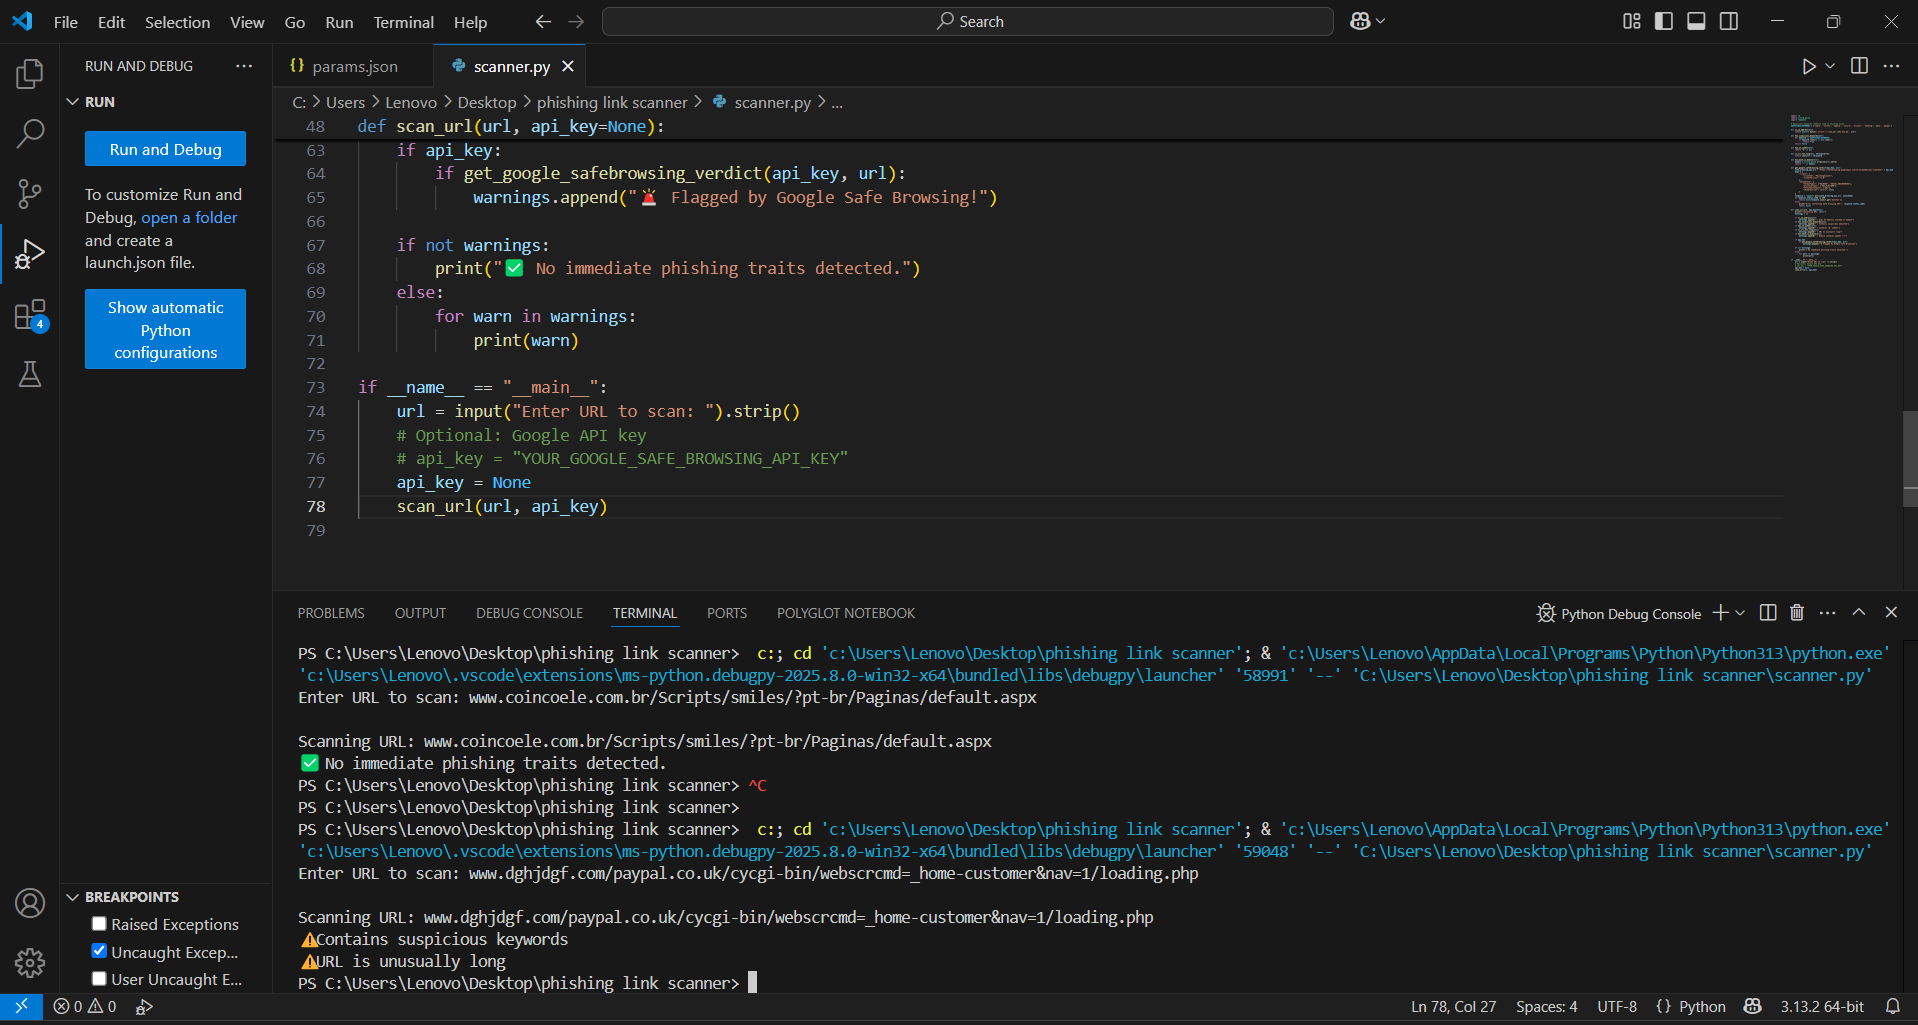 File Edit Selection View Go Run Terminal Help
Search
RUN AND DEBUG
RUN
Run and Debug
To customize Run and
Debug, open a folder
and create a
launch.json file.
Show automatic
Python
configurations
4
BREAKPOINTS
Raised Exceptions
Uncaught Excep...
User Uncaught E...
{} params.json
scanner.py
C: > Users > Lenovo > Desktop > phishing link scanner > scanner.py > ...
48 def scan_url(url, api_key=None):
63 if api_key:
64 if get_google_safebrowsing_verdict(api_key, url):
65 warnings.append("🚨 Flagged by Google Safe Browsing!")
66
67 if not warnings:
68 print("✅ No immediate phishing traits detected.")
69 else:
70 for warn in warnings:
71 print(warn)
72
73 if __name__ == "__main__":
74 url = input("Enter URL to scan: ").strip()
75 # Optional: Google API key
76 # api_key = "YOUR_GOOGLE_SAFE_BROWSING_API_KEY"
77 api_key = None
78 scan_url(url, api_key)
79
PROBLEMS OUTPUT DEBUG CONSOLE TERMINAL PORTS POLYGLOT NOTEBOOK
Python Debug Console
PS C:\Users\Lenovo\Desktop\phishing link scanner>  c:; cd 'c:\Users\Lenovo\Desktop\phishing link scanner'; & 'c:\Users\Lenovo\AppData\Local\Programs\Python\Python313\python.exe'
'c:\Users\Lenovo\.vscode\extensions\ms-python.debugpy-2025.8.0-win32-x64\bundled\libs\debugpy\launcher' '58991' '--' 'C:\Users\Lenovo\Desktop\phishing link scanner\scanner.py'
Enter URL to scan: www.coincoele.com.br/Scripts/smiles/?pt-br/Paginas/default.aspx
Scanning URL: www.coincoele.com.br/Scripts/smiles/?pt-br/Paginas/default.aspx
✅ No immediate phishing traits detected.
PS C:\Users\Lenovo\Desktop\phishing link scanner> ^C
PS C:\Users\Lenovo\Desktop\phishing link scanner>
PS C:\Users\Lenovo\Desktop\phishing link scanner>  c:; cd 'c:\Users\Lenovo\Desktop\phishing link scanner'; & 'c:\Users\Lenovo\AppData\Local\Programs\Python\Python313\python.exe'
'c:\Users\Lenovo\.vscode\extensions\ms-python.debugpy-2025.8.0-win32-x64\bundled\libs\debugpy\launcher' '59048' '--' 'C:\Users\Lenovo\Desktop\phishing link scanner\scanner.py'
Enter URL to scan: www.dghjdgf.com/paypal.co.uk/cycgi-bin/webscrcmd=_home-customer&nav=1/loading.php
Scanning URL: www.dghjdgf.com/paypal.co.uk/cycgi-bin/webscrcmd=_home-customer&nav=1/loading.php
⚠️Contains suspicious keywords
⚠️URL is unusually long
PS C:\Users\Lenovo\Desktop\phishing link scanner>
0 0 Ln 78, Col 27 Spaces: 4 UTF-8 {} Python 3.13.2 64-bit